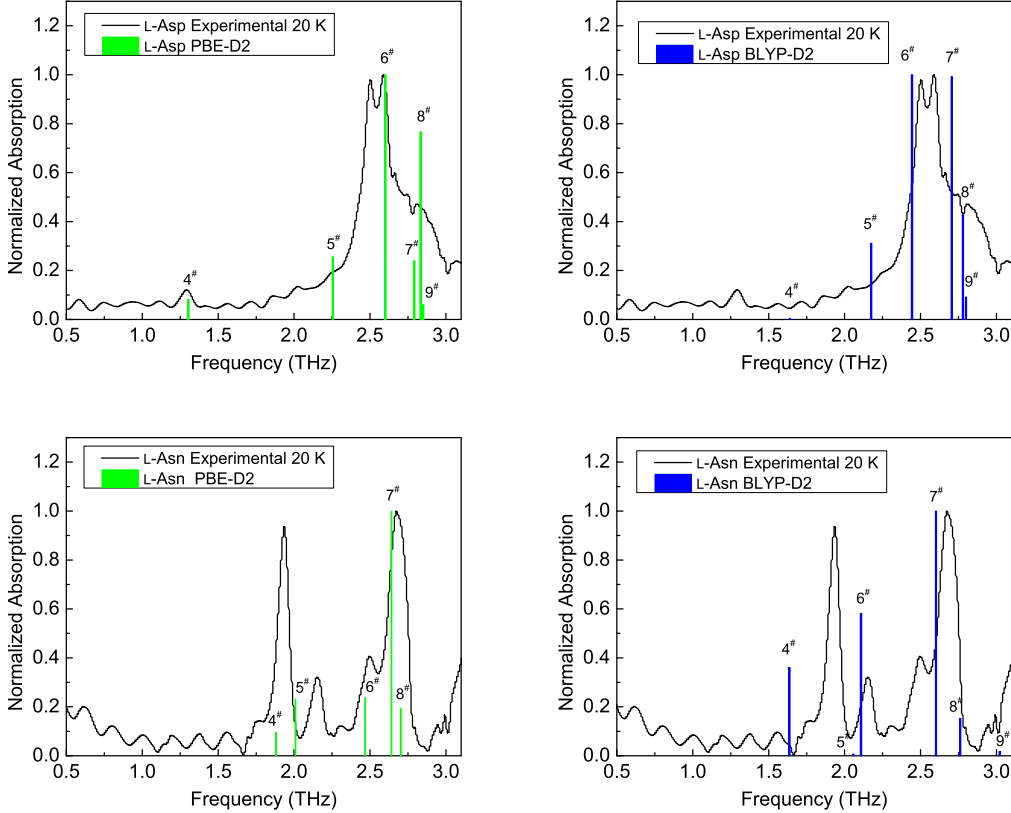 L-Asp Experimental 20 K
L-Asp PBE-D2
Normalized Absorption
1.2
1.0
0.8
0.6
0.4
0.2
0.0
4#
5#
6#
7#
8#
9#
0.5 1.0 1.5 2.0 2.5 3.0
Frequency (THz)
L-Asp Experimental 20 K
L-Asp BLYP-D2
Normalized Absorption
1.2
1.0
0.8
0.6
0.4
0.2
0.0
4#
5#
6#
7#
8#
9#
0.5 1.0 1.5 2.0 2.5 3.0
Frequency (THz)
L-Asn Experimental 20 K
L-Asn PBE-D2
Normalized Absorption
1.2
1.0
0.8
0.6
0.4
0.2
0.0
4#
5#
6#
7#
8#
0.5 1.0 1.5 2.0 2.5 3.0
Frequency (THz)
L-Asn Experimental 20 K
L-Asn BLYP-D2
Normalized Absorption
1.2
1.0
0.8
0.6
0.4
0.2
0.0
4#
5#
6#
7#
8#
9#
0.5 1.0 1.5 2.0 2.5 3.0
Frequency (THz)